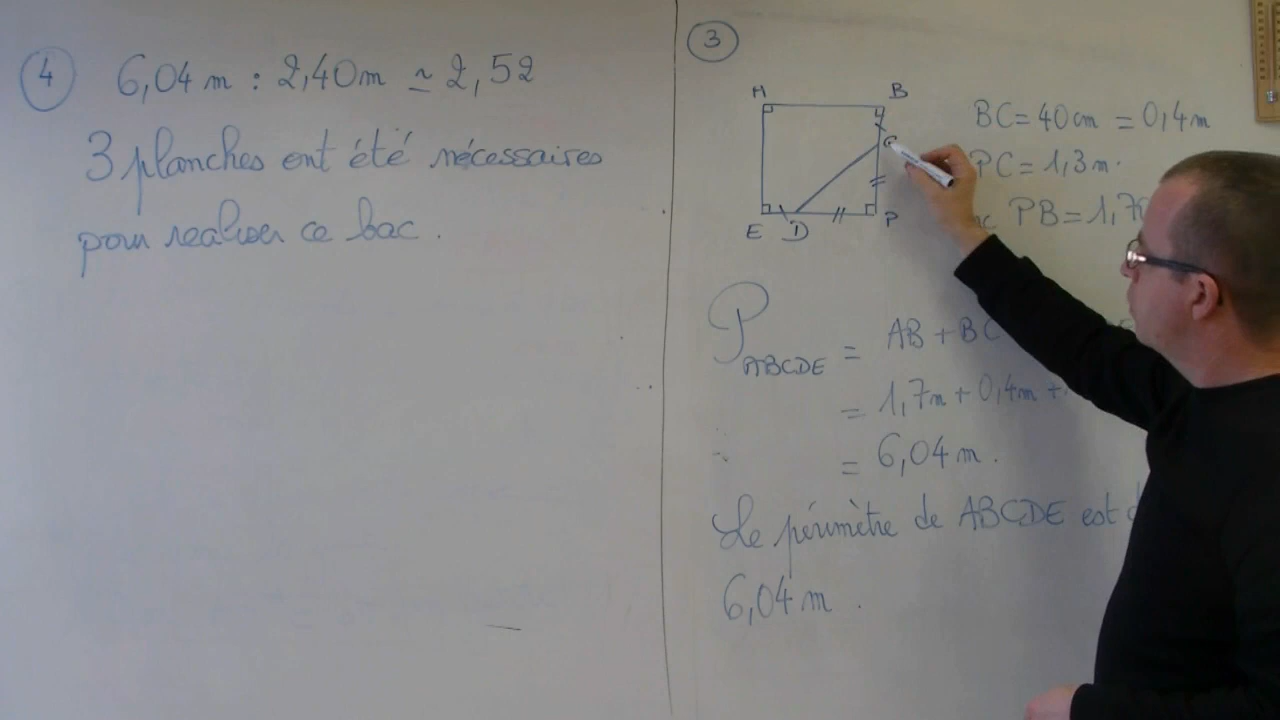 4
6,04 m : 2,40m ≃ 2,52
3 planches ont été nécessaires
pour realiser ce bac.
3
A B
C
E D P
BC = 40 cm = 0,4 m
PC = 1,3 m.
PB = 1,70
P ABCDE = AB + BC
= 1,7m + 0,4m +
= 6,04 m.
Le périmètre de ABCDE est
6,04 m.